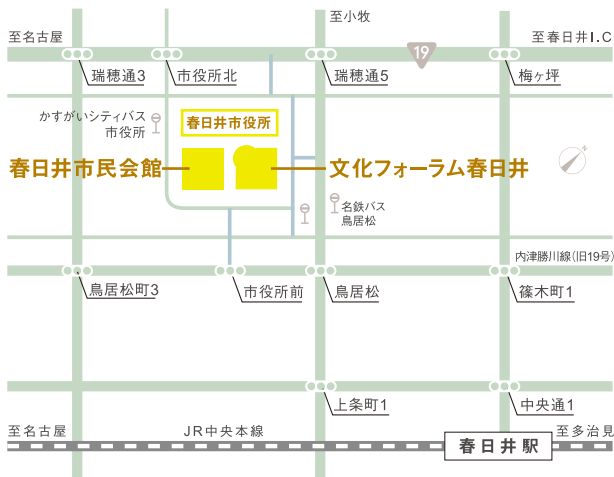 至小牧
至名古屋
19
至春日井I.C
瑞穂通3
市役所北
瑞穂通5
梅ヶ坪
かすがいシティバス
市役所
春日井市役所
春日井市民会館
文化フォーラム春日井
名鉄バス
鳥居松
内津勝川線(旧19号)
鳥居松町3
市役所前
鳥居松
篠木町1
上条町1
中央通1
至名古屋
JR中央本線
春日井駅
至多治見